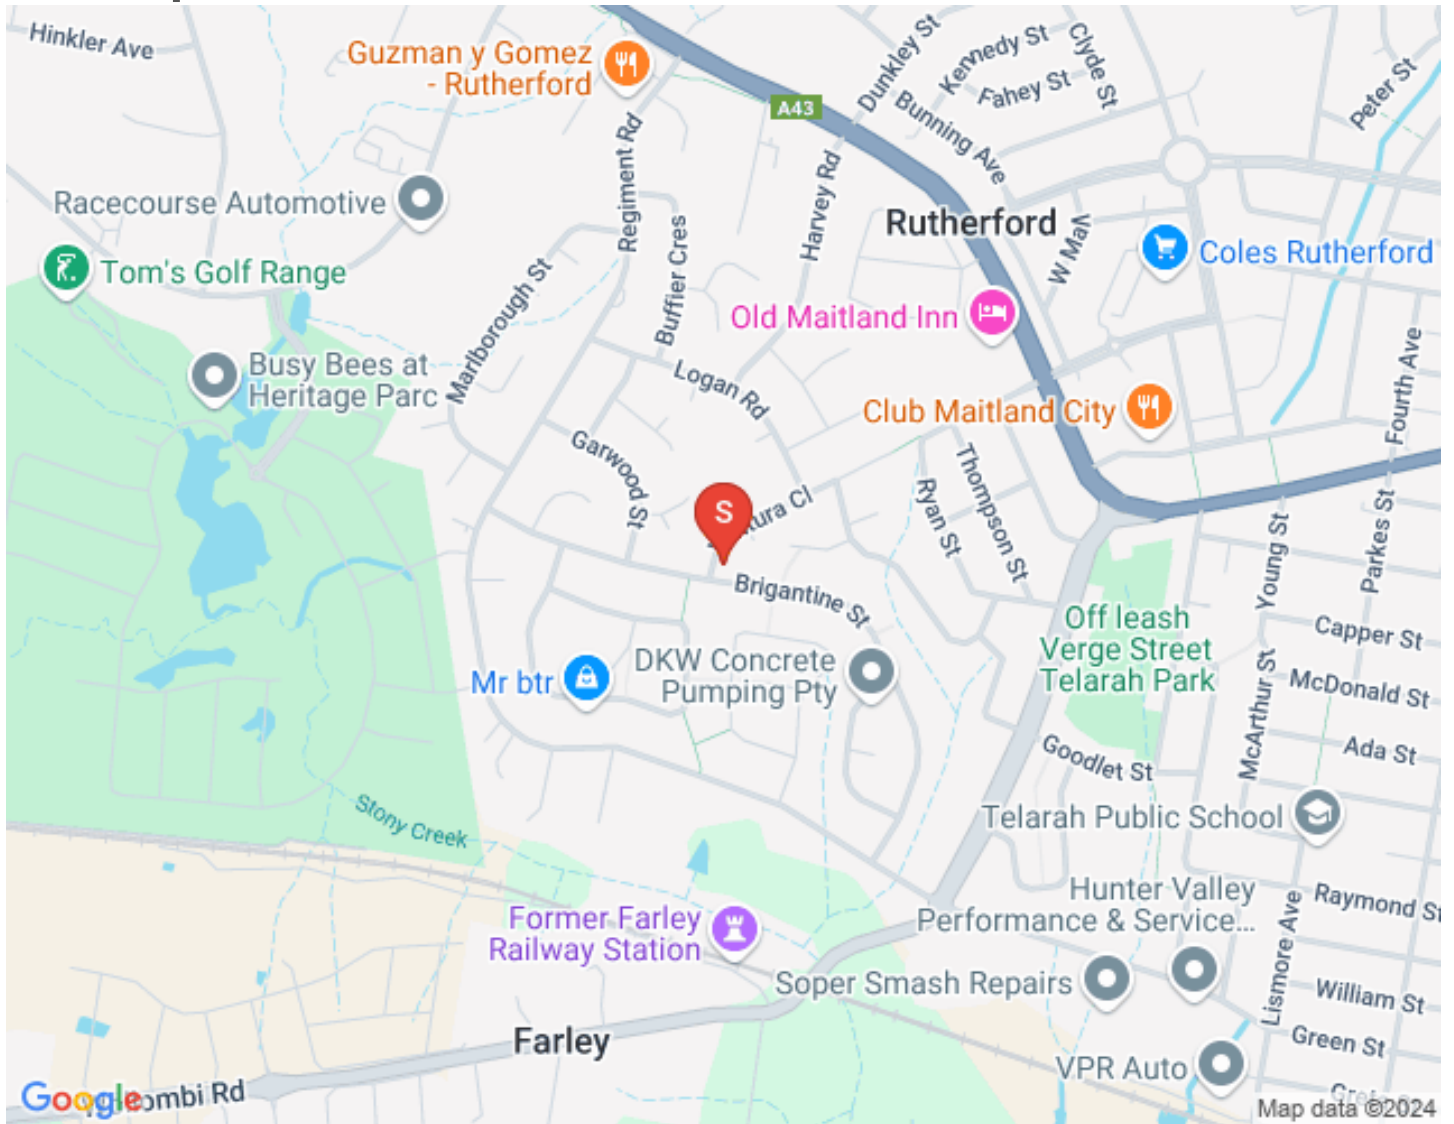 Hinkler Ave
Guzman y Gomez
- Rutherford
A43
Dunkley St
Kennedy St
Clyde St
Fahey St
Bunning Ave
Peter St
Regiment Rd
Harvey Rd
Racecourse Automotive
Rutherford
W Mall
Coles Rutherford
Tom's Golf Range
Buffier Cres
Marlborough St
Old Maitland Inn
Busy Bees at
Heritage Parc
Logan Rd
Fourth Ave
Club Maitland City
Garwood St
Thompson St
Ryan St
S
Cl
Parkes St
Young St
Brigantine St
Off leash
Verge Street
Telarah Park
Capper St
DKW Concrete
Pumping Pty
Mr btr
McDonald St
McArthur St
Goodlet St
Ada St
Stony Creek
Telarah Public School
Hunter Valley
Performance & Service...
Raymond St
Former Farley
Railway Station
Lismore Ave
Soper Smash Repairs
William St
Farley
Green St
VPR Auto
Google
Rd
Map data ©2024